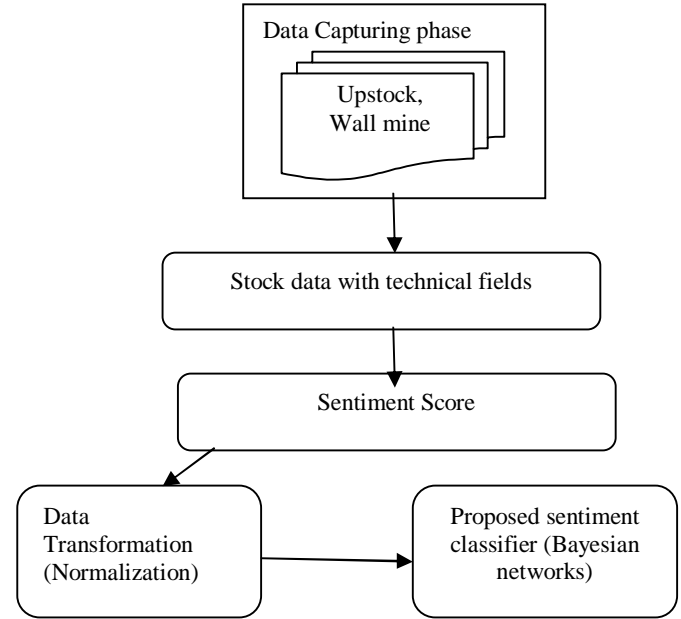 Data Capturing phase
Upstock,
Wall mine
Stock data with technical fields
Sentiment Score
Data
Transformation
(Normalization)
Proposed sentiment
classifier (Bayesian
networks)